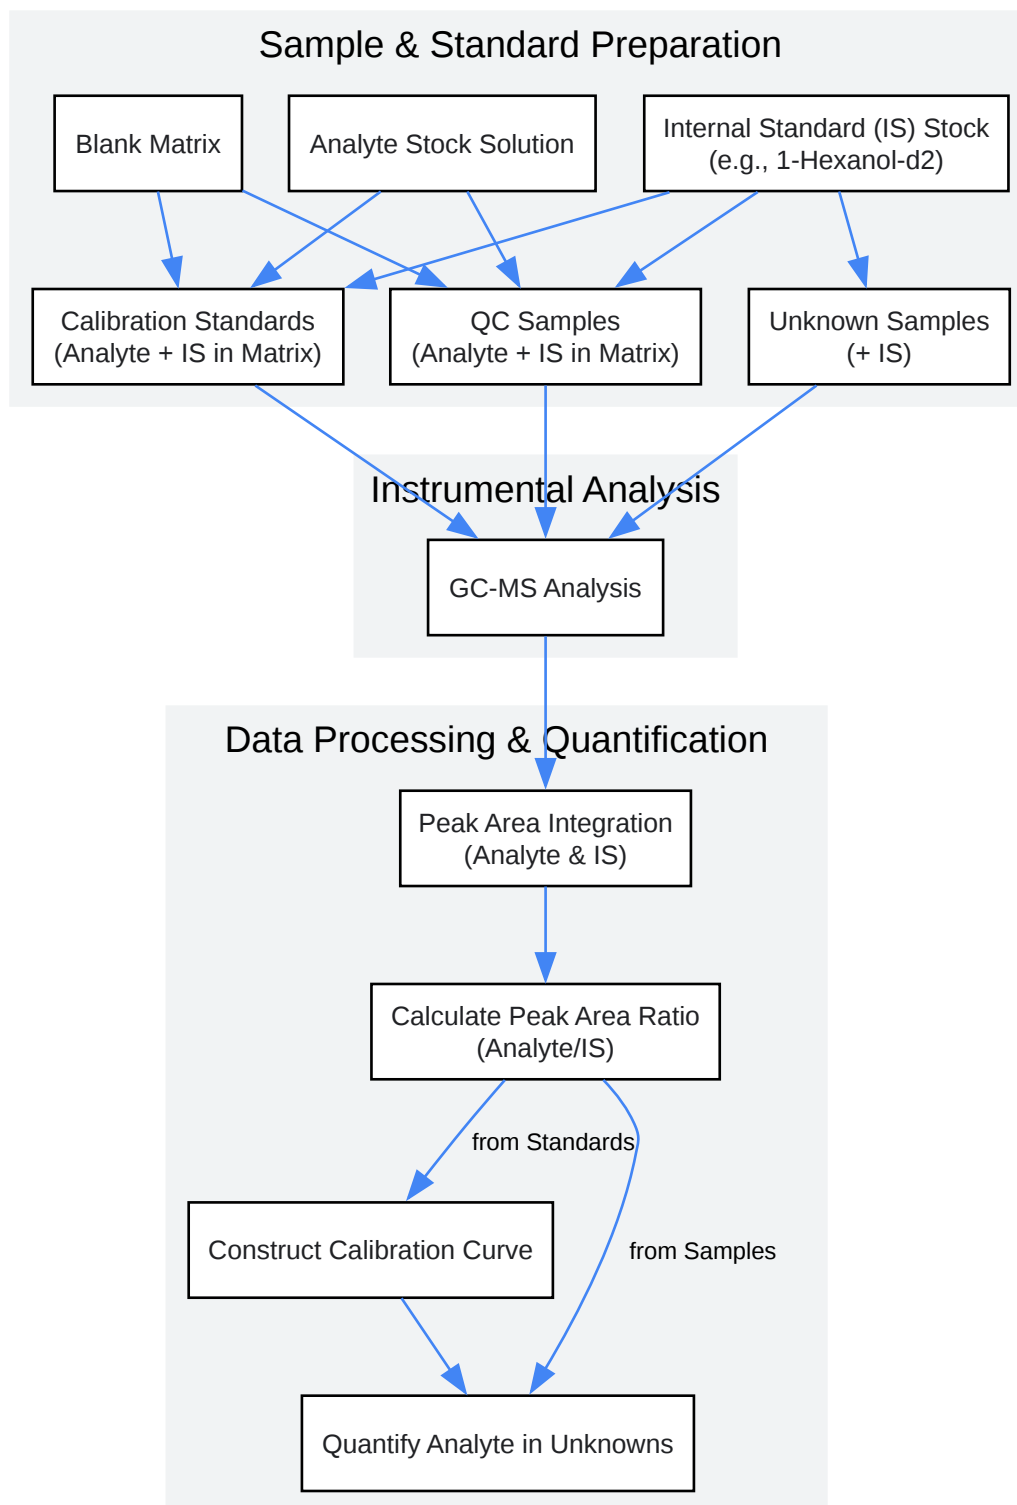 Sample & Standard Preparation
Blank Matrix
Analyte Stock Solution
Internal Standard (IS) Stock
(e.g., 1-Hexanol-d2)
Calibration Standards
(Analyte + IS in Matrix)
QC Samples
(Analyte + IS in Matrix)
Unknown Samples
(+ IS)
Instrumental Analysis
GC-MS Analysis
Data Processing & Quantification
Peak Area Integration
(Analyte & IS)
Calculate Peak Area Ratio
(Analyte/IS)
from Standards
Construct Calibration Curve
from Samples
Quantify Analyte in Unknowns